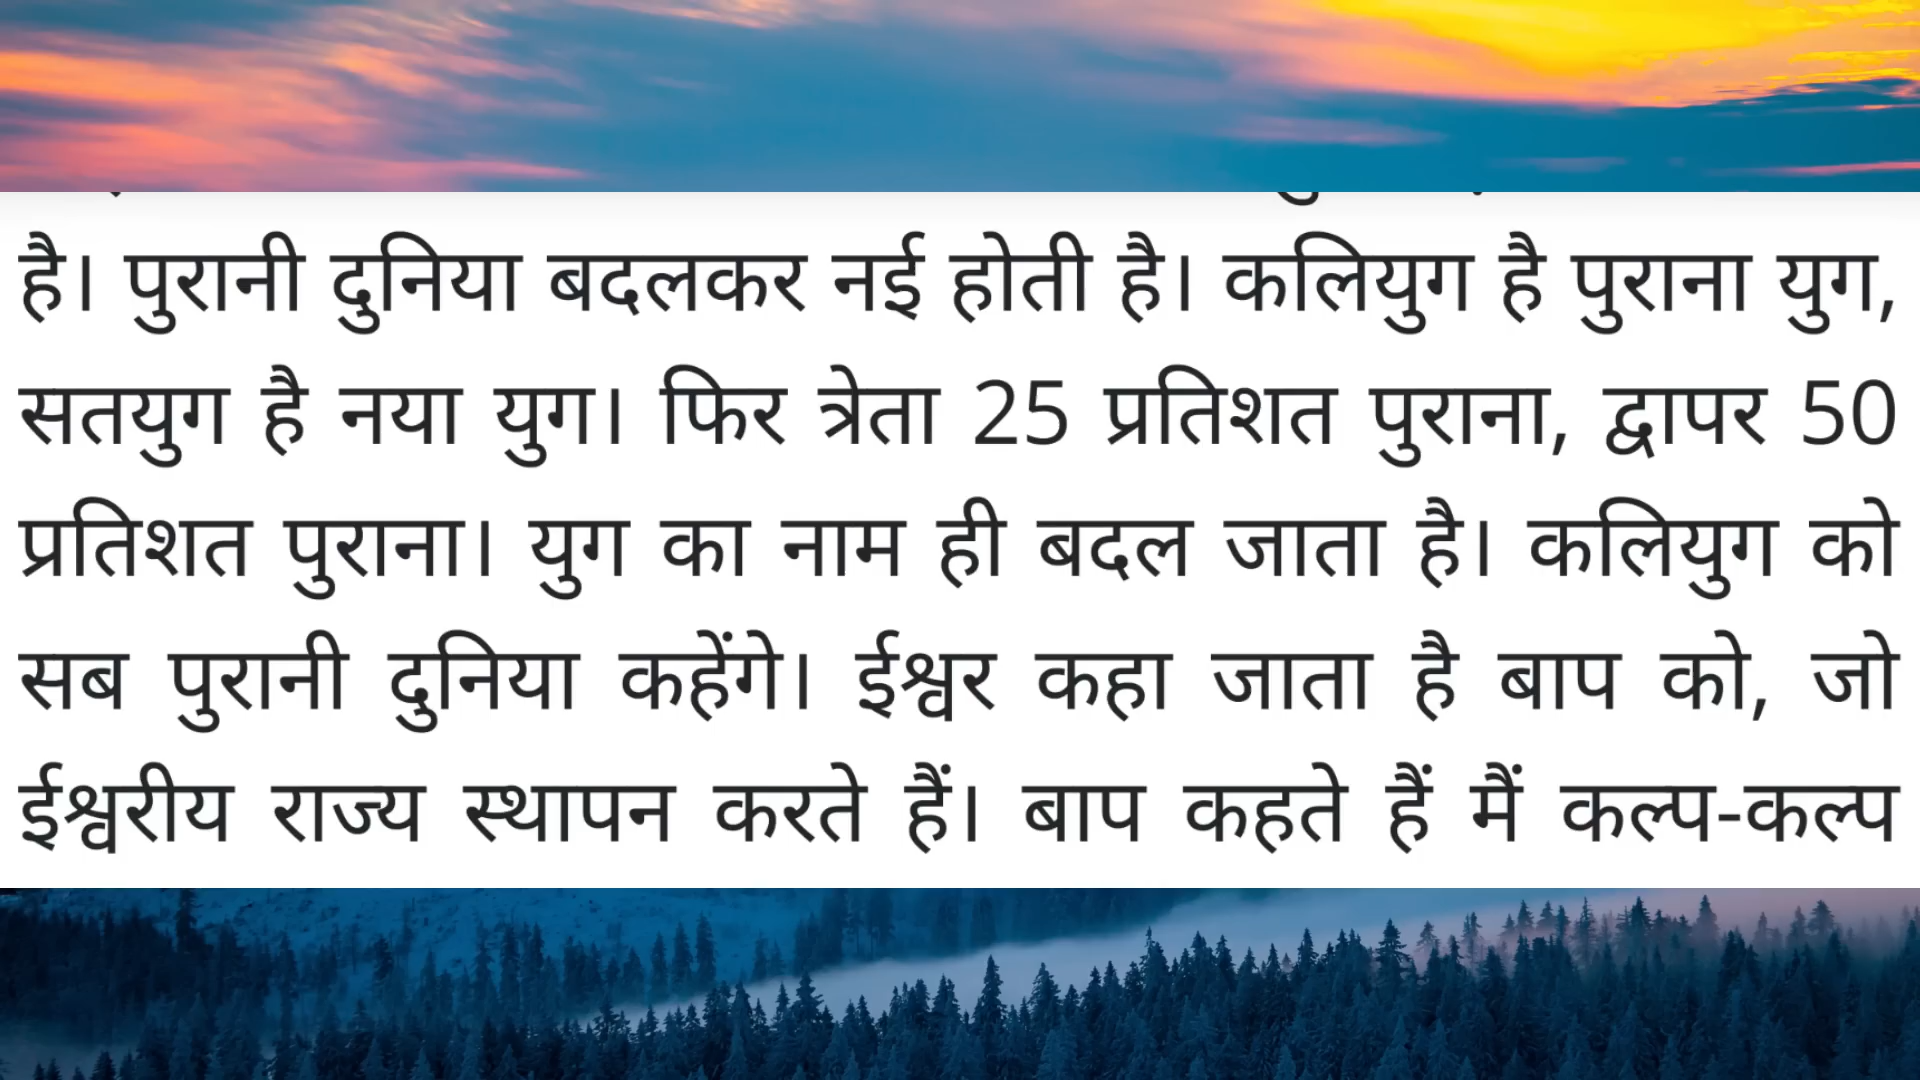 है। पुरानी दुनिया बदलकर नई होती है। कलियुग है पुराना युग,
सतयुग है नया युग। फिर त्रेता 25 प्रतिशत पुराना, द्वापर 50
प्रतिशत पुराना। युग का नाम ही बदल जाता है। कलियुग को
सब पुरानी दुनिया कहेंगे। ईश्वर कहा जाता है बाप को, जो
ईश्वरीय राज्य स्थापन करते हैं। बाप कहते हैं मैं कल्प-कल्प